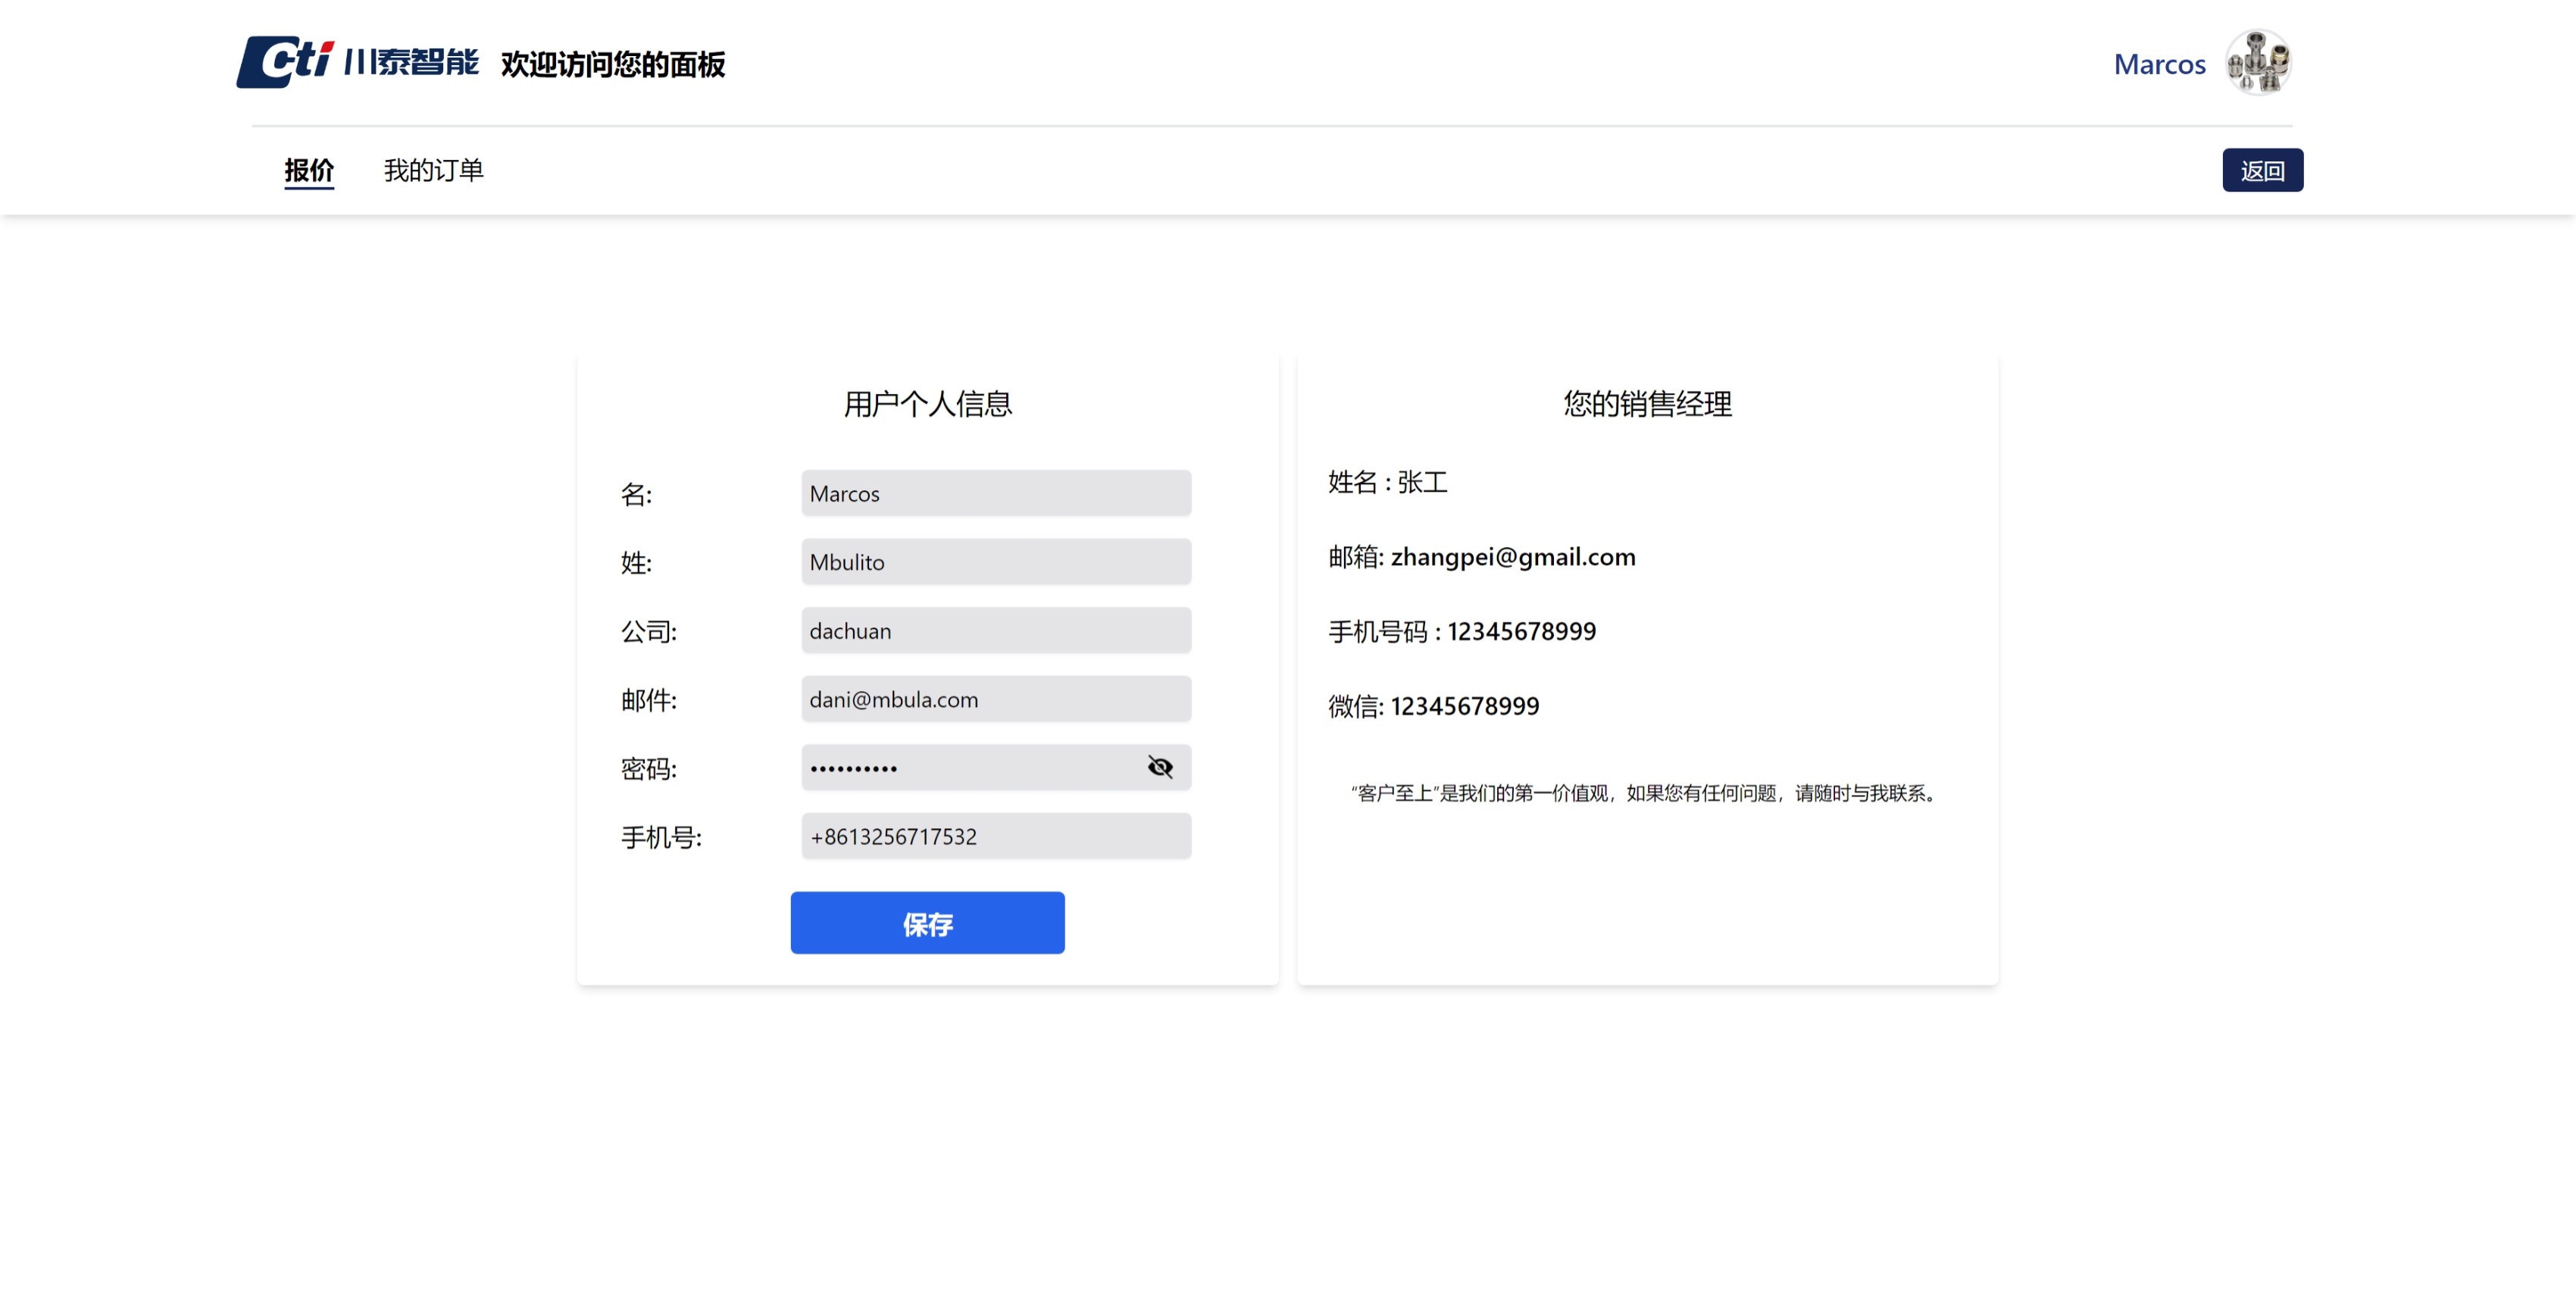 cti 川泰智能 欢迎访问您的面板
Marcos
报价 我的订单
返回
用户个人信息
名: Marcos
姓: Mbulito
公司: dachuan
邮件: dani@mbula.com
密码: ••••••••••
手机号: +8613256717532
保存
您的销售经理
姓名 : 张工
邮箱: zhangpei@gmail.com
手机号码 : 12345678999
微信: 12345678999
“客户至上”是我们的第一价值观，如果您有任何问题，请随时与我联系。